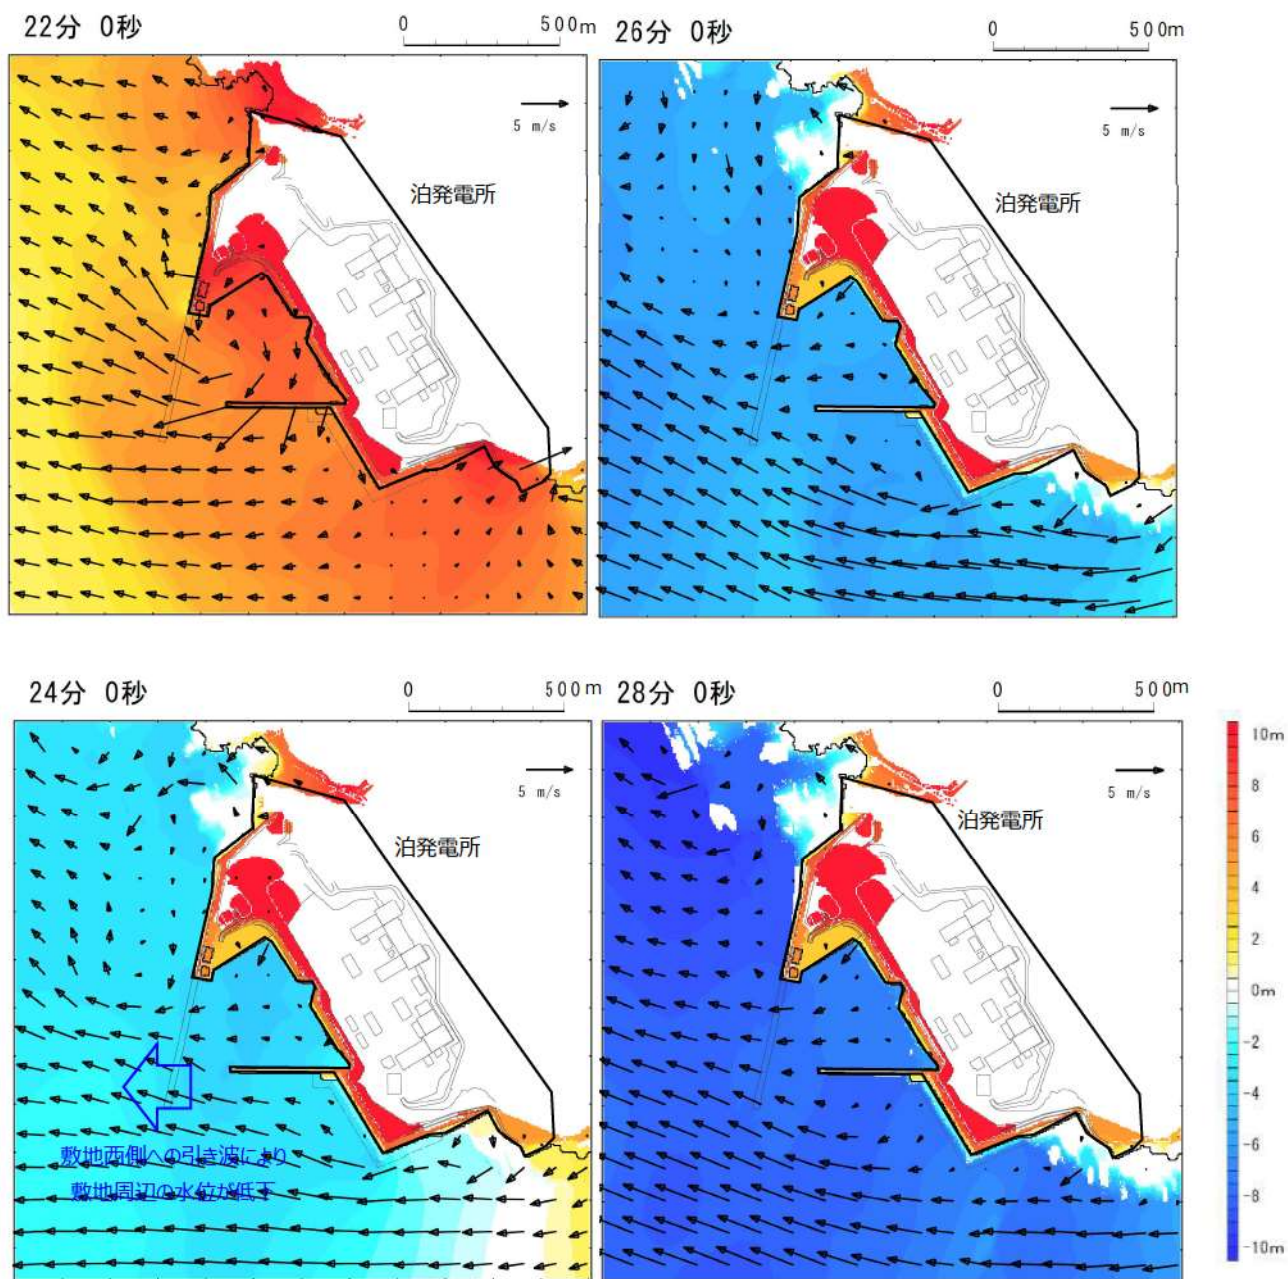 22分 0秒
0 500m
5 m/s
泊発電所
26分 0秒
0 500m
5 m/s
泊発電所
24分 0秒
0 500m
5 m/s
泊発電所
敷地西側への引き波により
敷地周辺の水位が低下
28分 0秒
0 500m
5 m/s
泊発電所
10m
8
6
4
2
0m
-2
-4
-6
-8
-10m